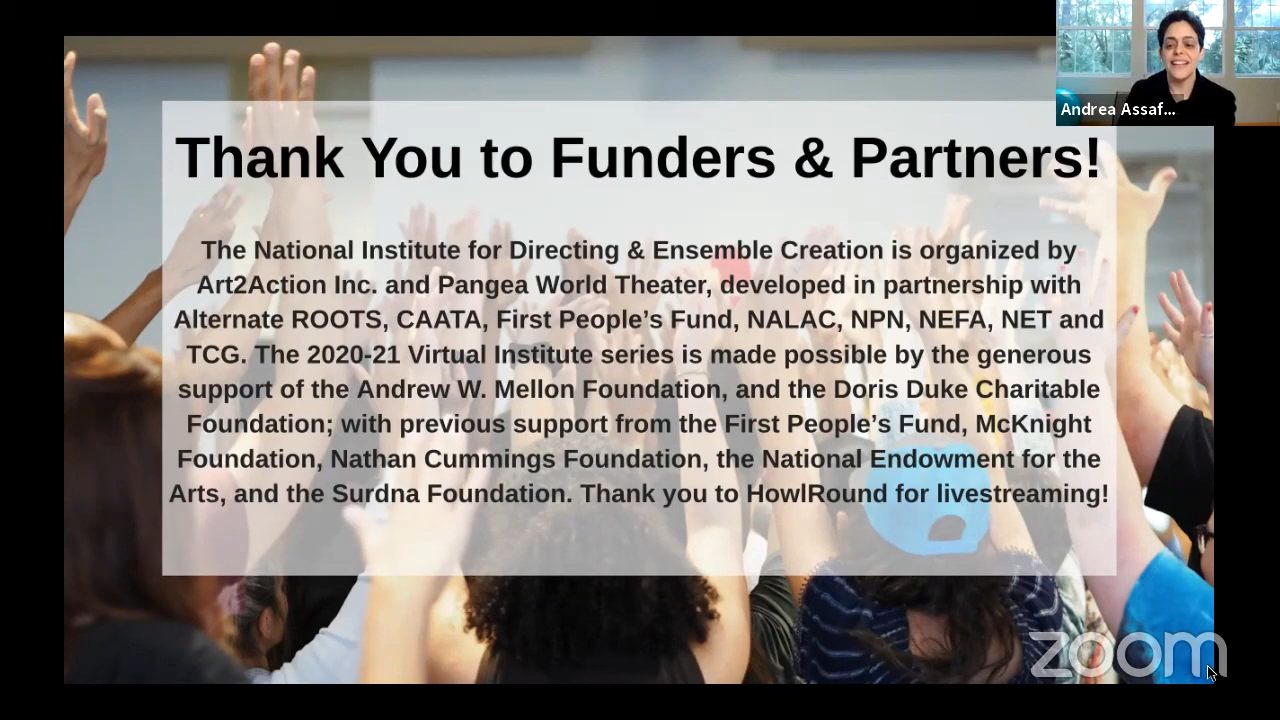 Andrea Assaf...
Thank You to Funders & Partners!
The National Institute for Directing & Ensemble Creation is organized by
Art2Action Inc. and Pangea World Theater, developed in partnership with
Alternate ROOTS, CAATA, First People’s Fund, NALAC, NPN, NEFA, NET and
TCG. The 2020-21 Virtual Institute series is made possible by the generous
support of the Andrew W. Mellon Foundation, and the Doris Duke Charitable
Foundation; with previous support from the First People’s Fund, McKnight
Foundation, Nathan Cummings Foundation, the National Endowment for the
Arts, and the Surdna Foundation. Thank you to HowlRound for livestreaming!
zoom